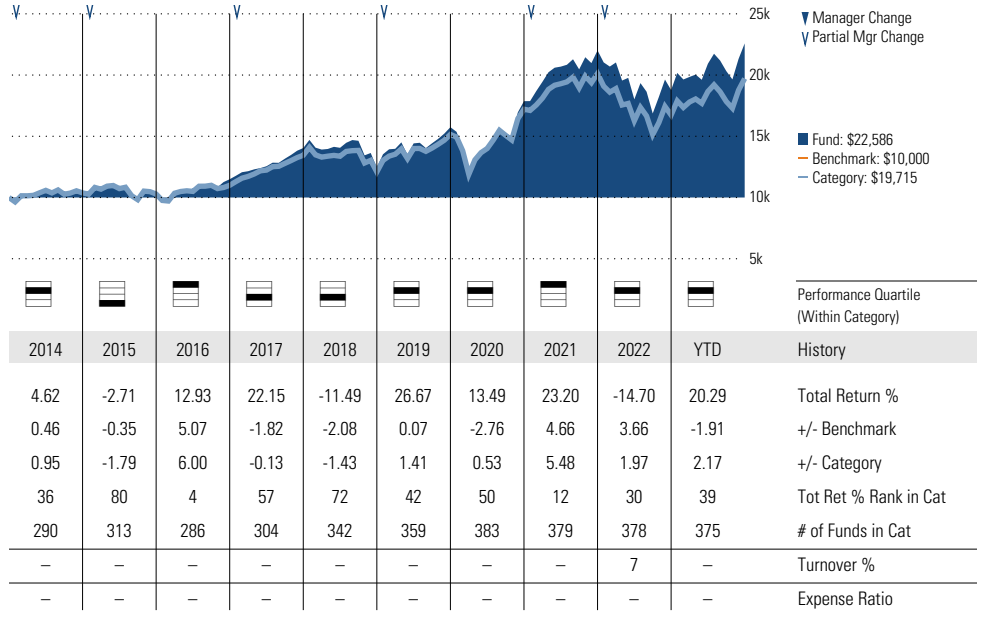 25k
Manager Change
Partial Mgr Change
20k
15k
Fund: $22,586
Benchmark: $10,000
Category: $19,715
10k
5k
Performance Quartile
(Within Category)
2014 2015 2016 2017 2018 2019 2020 2021 2022 YTD History
4.62 -2.71 12.93 22.15 -11.49 26.67 13.49 23.20 -14.70 20.29 Total Return %
0.46 -0.35 5.07 -1.82 -2.08 0.07 -2.76 4.66 3.66 -1.91 +/- Benchmark
0.95 -1.79 6.00 -0.13 -1.43 1.41 0.53 5.48 1.97 2.17 +/- Category
36 80 4 57 72 42 50 12 30 39 Tot Ret % Rank in Cat
290 313 286 304 342 359 383 379 378 375 # of Funds in Cat
– – – – – – – – 7 – Turnover %
– – – – – – – – – – Expense Ratio